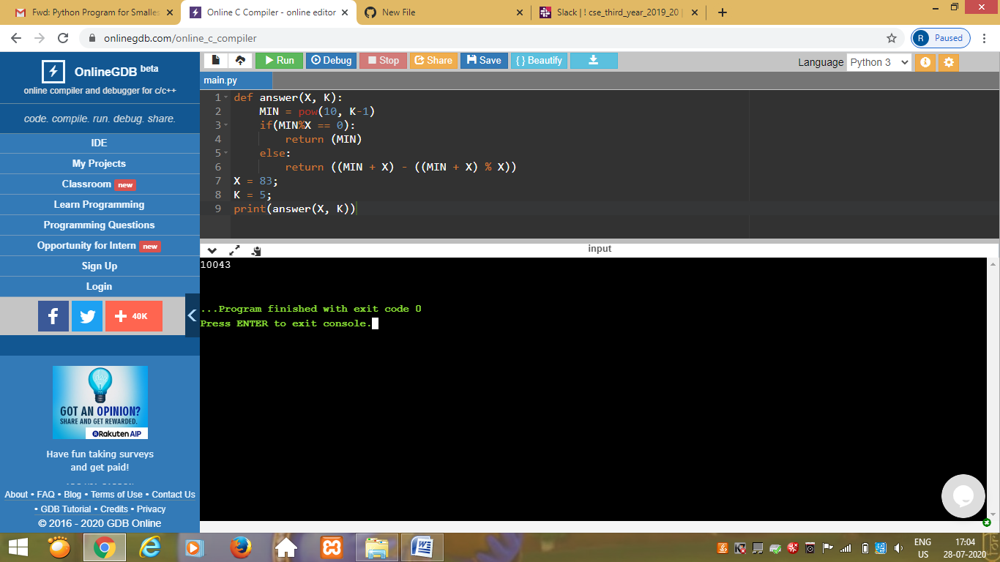 Fwd: Python Program for Smalles
Online C Compiler - online editor
New File
Slack | ! cse_third_year_2019_20 |
onlinegdb.com/online_c_compiler
R Paused
OnlineGDB beta
online compiler and debugger for c/c++
code. compile. run. debug. share.
IDE
My Projects
Classroom new
Learn Programming
Programming Questions
Opportunity for Intern new
Sign Up
Login
f + 40K
GOT AN OPINION?
SHARE AND GET REWARDED.
Rakuten AIP
Have fun taking surveys
and get paid!
About • FAQ • Blog • Terms of Use • Contact Us
• GDB Tutorial • Credits • Privacy
© 2016 - 2020 GDB Online
Run Debug Stop Share Save { } Beautify
Language Python 3
main.py
1 def answer(X, K):
2     MIN = pow(10, K-1)
3     if(MIN%X == 0):
4         return (MIN)
5     else:
6         return ((MIN + X) - ((MIN + X) % X))
7 X = 83;
8 K = 5;
9 print(answer(X, K))
input
10043
...Program finished with exit code 0
Press ENTER to exit console.
ENG
US
17:04
28-07-2020